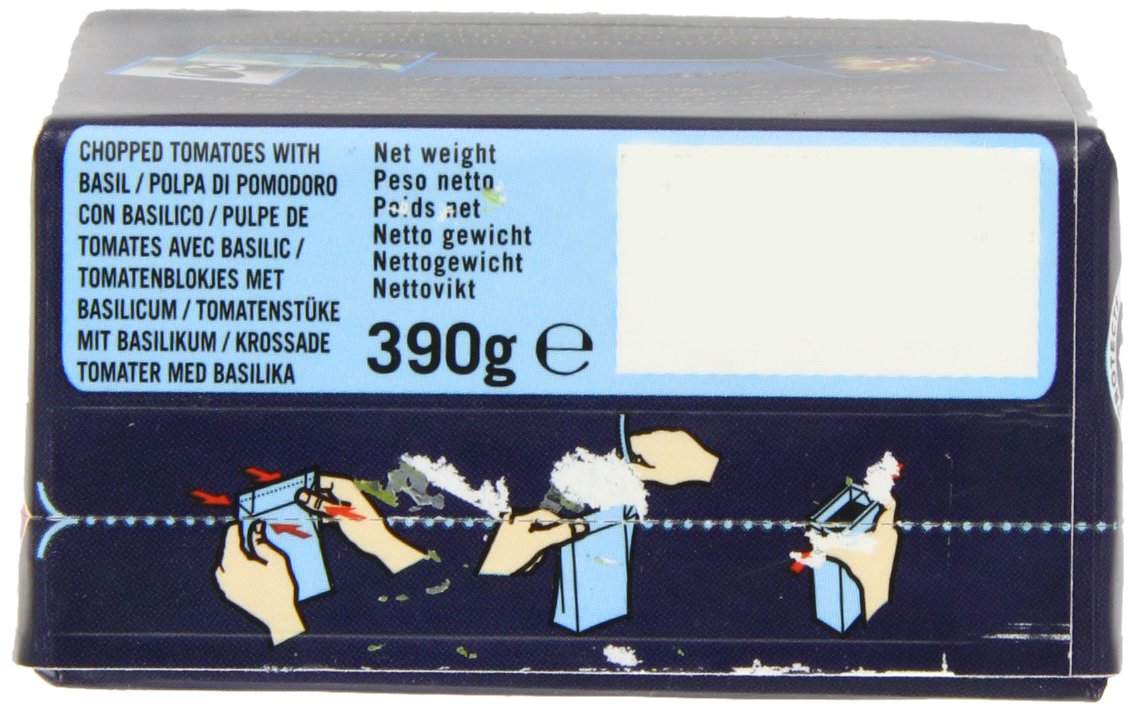 CHOPPED TOMATOES WITH
BASIL / POLPA DI POMODORO
CON BASILICO / PULPE DE
TOMATES AVEC BASILIC /
TOMATENBLOKJES MET
BASILICUM / TOMATENSTÜKE
MIT BASILIKUM / KROSSADE
TOMATER MED BASILIKA
Net weight
Peso netto
Poids net
Netto gewicht
Nettogewicht
Nettovikt
390g ℮